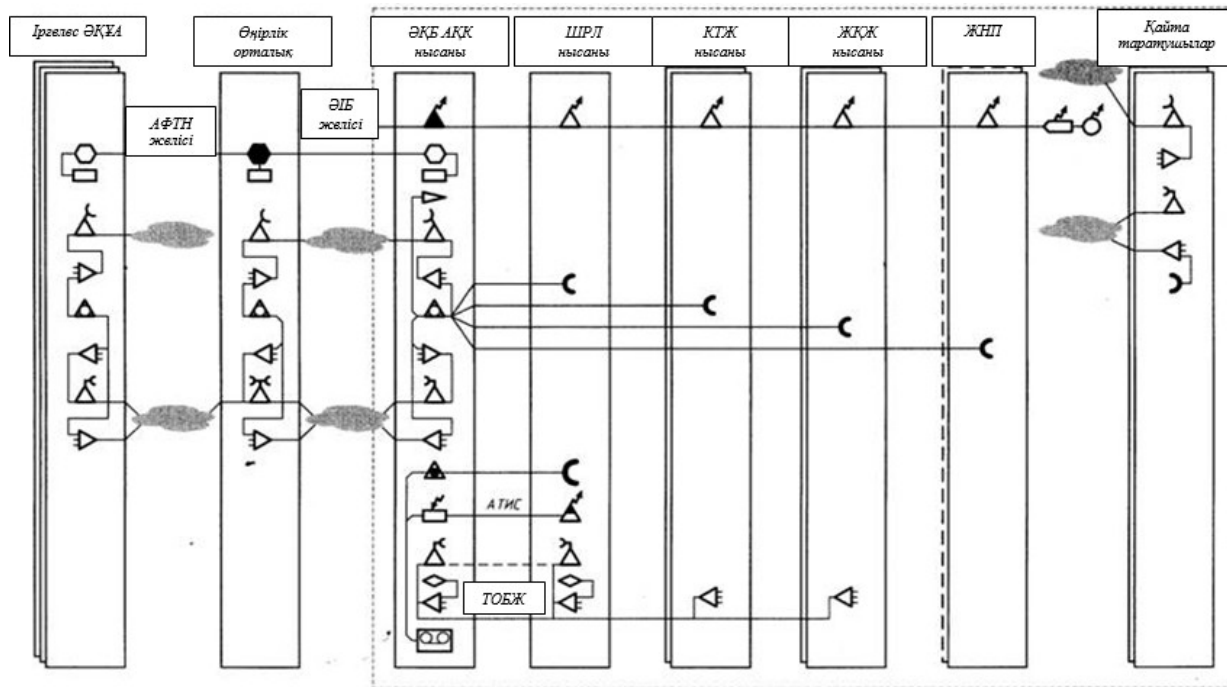 Іргелес ӘҚҰА
Өңірлік
орталық
ӘҚБ АҚК
нысаны
ШРЛ
нысаны
КТЖ
нысаны
ЖҚЖ
нысаны
ЖНП
Қайта
таратушылар
АФТН
желісі
ӘІБ
желісі
АТИС
ТОБЖ